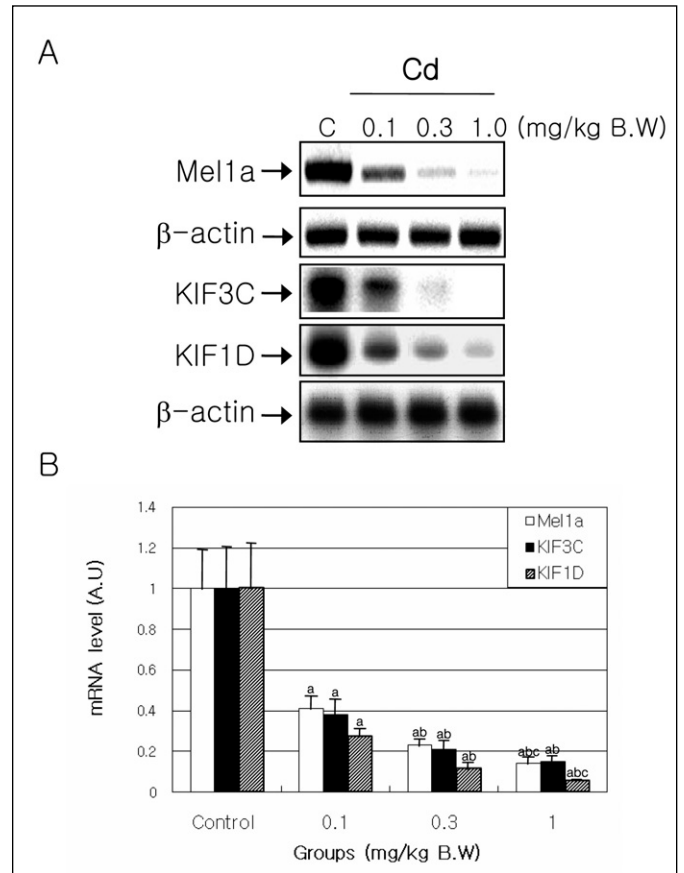 A
Cd
C 0.1 0.3 1.0 (mg/kg B.W)
Mel1a
β-actin
KIF3C
KIF1D
β-actin
B
mRNA level (A.U)
1.4
1.2
1
0.8
0.6
0.4
0.2
0
Mel1a
KIF3C
KIF1D
a a a
ab ab ab
abc ab abc
Control 0.1 0.3 1
Groups (mg/kg B.W)